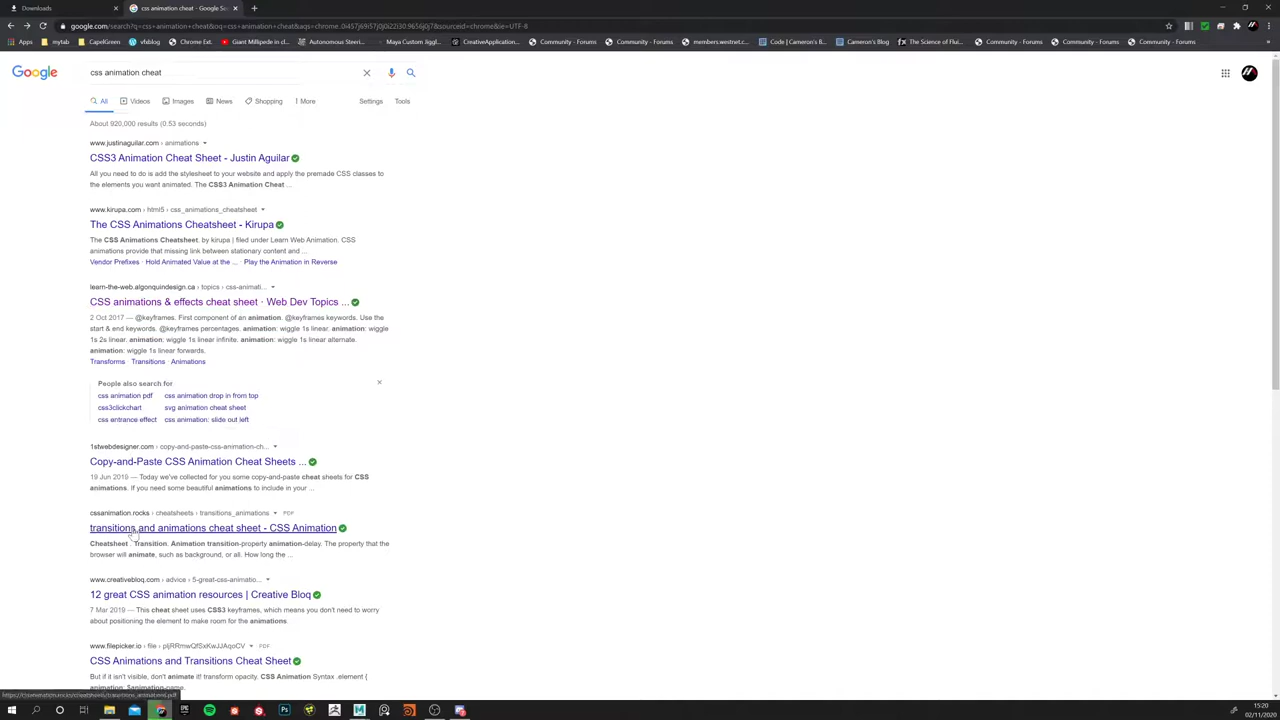 Downloads
css animation cheat - Google Se
google.com/search?q=css+animation+cheat&oq=css+animation+cheat&aqs=chrome..0i457j69i57j0i22i30.9656j0j7&sourceid=chrome&ie=UTF-8
Apps
mytab
CapelGreen
vfxblog
Chrome Ext.
Giant Millipede in cl...
Autonomous Steeri...
Maya Custom Jiggl...
CreativeApplication...
Community - Forums
Community - Forums
members.westnet.c...
Code | Cameron's B...
Cameron's Blog
The Science of Flui...
Community - Forums
Community - Forums
Community - Forums
Google
css animation cheat
All
Videos
Images
News
Shopping
More
Settings
Tools
About 920,000 results (0.53 seconds)
www.justinaguilar.com › animations
CSS3 Animation Cheat Sheet - Justin Aguilar
All you need to do is add the stylesheet to your website and apply the premade CSS classes to
the elements you want animated. The CSS3 Animation Cheat ...
www.kirupa.com › html5 › css_animations_cheatsheet
The CSS Animations Cheatsheet - Kirupa
The CSS Animations Cheatsheet. by kirupa | filed under Learn Web Animation. CSS
animations provide that missing link between stationary content and ...
Vendor Prefixes · Hold Animated Value at the ... · Play the Animation in Reverse
learn-the-web.algonquindesign.ca › topics › css-animati...
CSS animations & effects cheat sheet · Web Dev Topics ...
2 Oct 2017 — @keyframes. First component of an animation. @keyframes keywords. Use the
start & end keywords. @keyframes percentages. animation: wiggle 1s linear. animation: wiggle
1s 2s linear. animation: wiggle 1s linear infinite. animation: wiggle 1s linear alternate.
animation: wiggle 1s linear forwards.
Transforms · Transitions · Animations
People also search for
css animation pdf
css animation drop in from top
css3clickchart
svg animation cheat sheet
css entrance effect
css animation: slide out left
1stwebdesigner.com › copy-and-paste-css-animation-ch...
Copy-and-Paste CSS Animation Cheat Sheets ...
19 Jun 2019 — Today we've collected for you some copy-and-paste cheat sheets for CSS
animations. If you need some beautiful animations to include in your ...
cssanimation.rocks › cheatsheets › transitions_animations
PDF
transitions and animations cheat sheet - CSS Animation
Cheatsheet. Transition. Animation transition-property animation-delay. The property that the
browser will animate, such as background, or all. How long the ...
www.creativebloq.com › advice › 5-great-css-animatio...
12 great CSS animation resources | Creative Bloq
7 Mar 2019 — This cheat sheet uses CSS3 keyframes, which means you don't need to worry
about positioning the element to make room for the animations.
www.filepicker.io › file › pljRRmwQfSxKwJJAqoCV
PDF
CSS Animations and Transitions Cheat Sheet
But if it isn't visible, don't animate it! transform opacity. CSS Animation Syntax .element {
animation:
15:20
02/11/2020